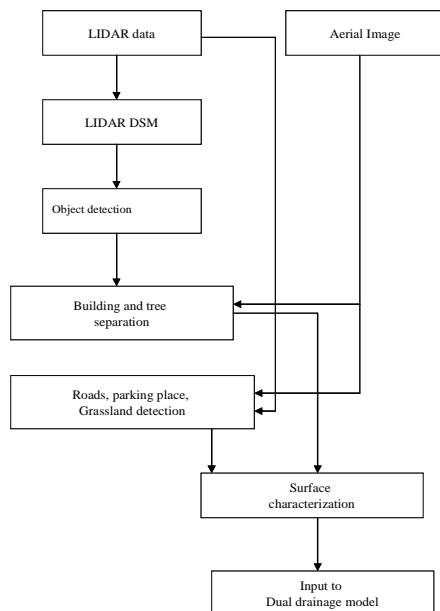 LIDAR data
Aerial Image
LIDAR DSM
Object detection
Building and tree
separation
Roads, parking place,
Grassland detection
Surface
characterization
Input to
Dual drainage model